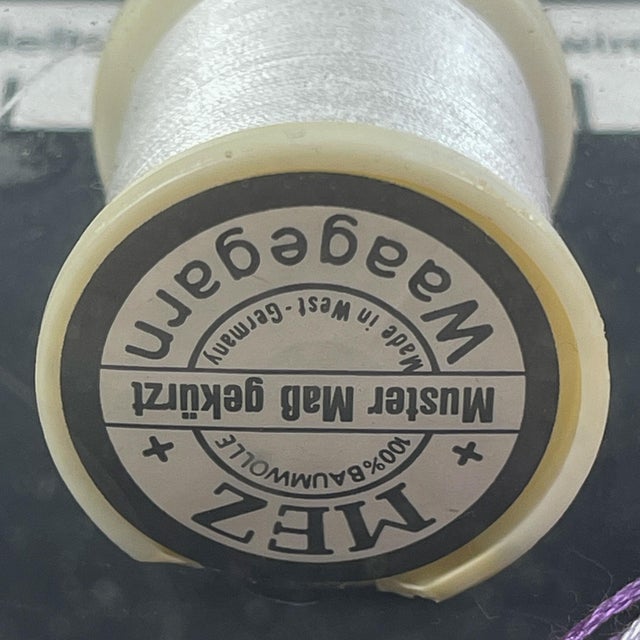 MEZ
100% BAUMWOLLE
Muster Maß gekürzt
Made in West-Germany
Waagegarn